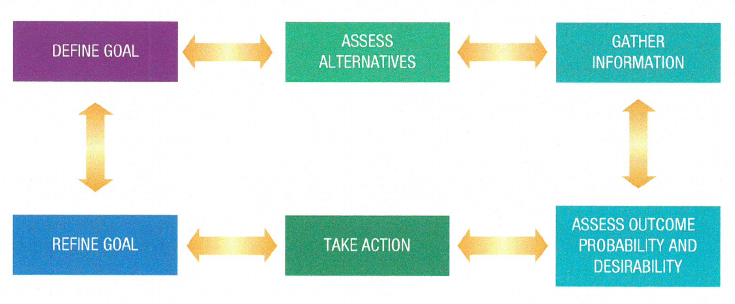 DEFINE GOAL
ASSESS
ALTERNATIVES
GATHER
INFORMATION
REFINE GOAL
TAKE ACTION
ASSESS OUTCOME
PROBABILITY AND
DESIRABILITY